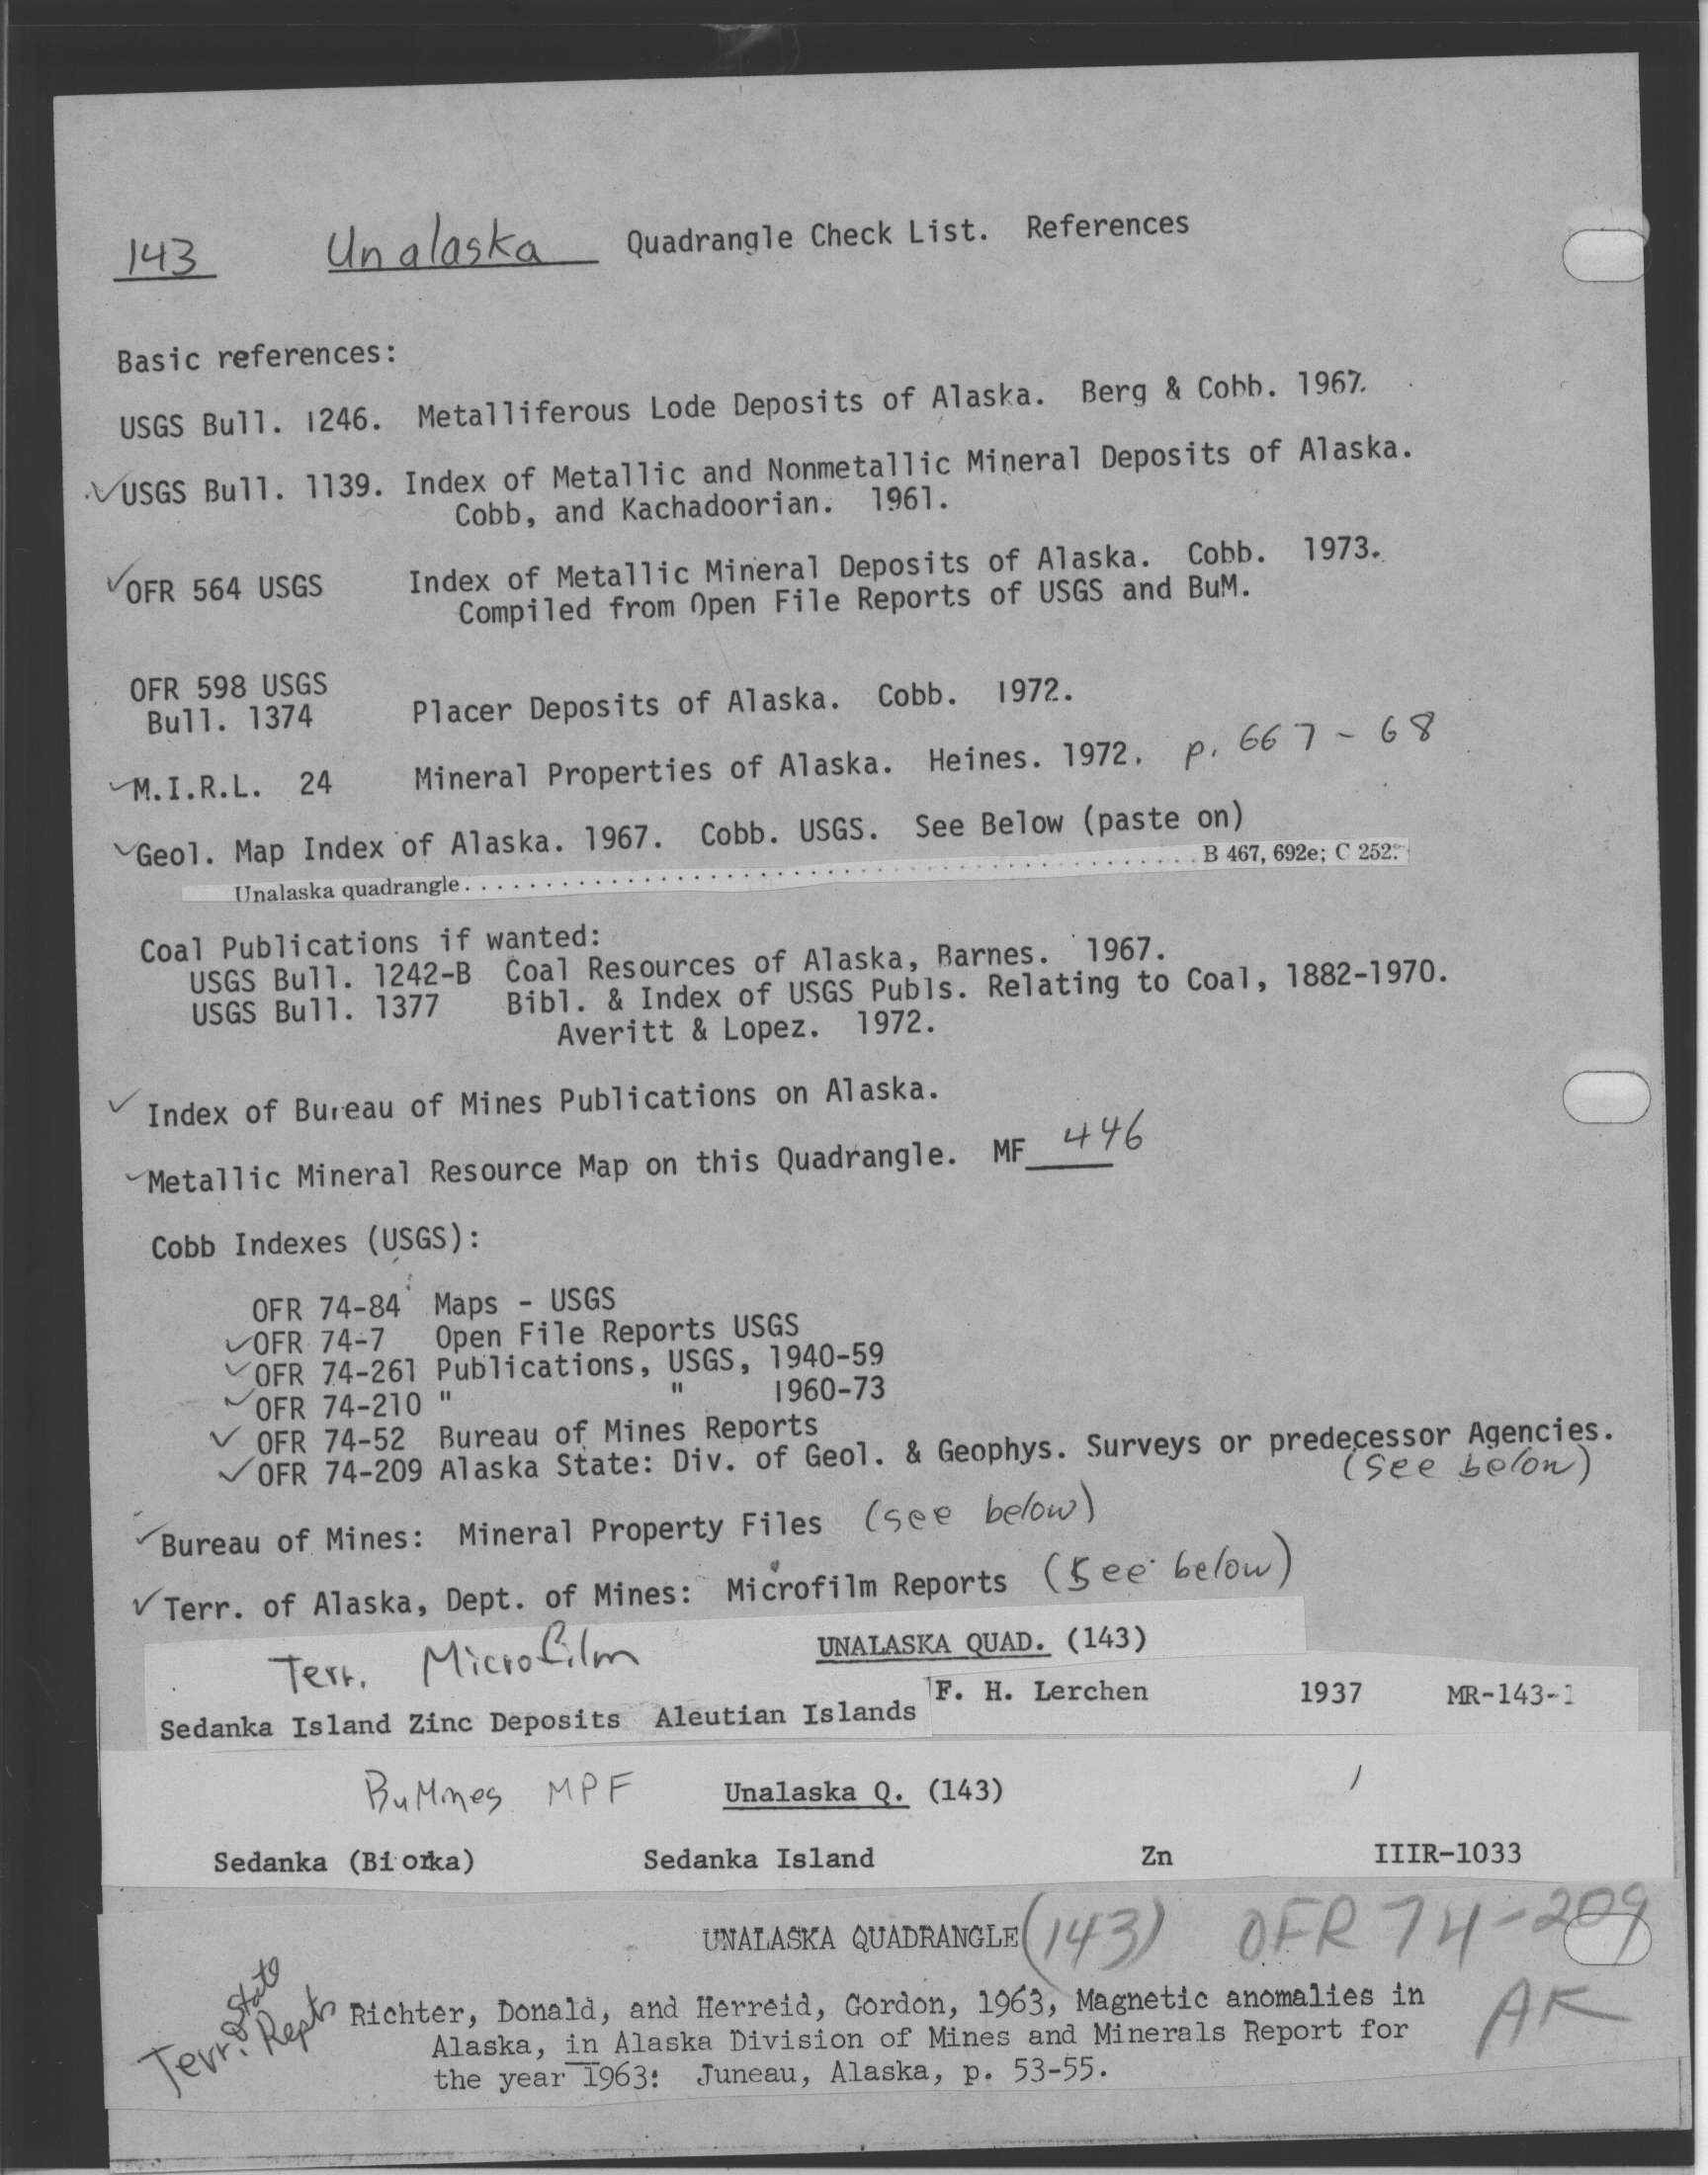 143 Unalaska Quadrangle Check List. References
Basic references:
USGS Bull. 1246. Metalliferous Lode Deposits of Alaska. Berg & Cobb. 1967.
✓USGS Bull. 1139. Index of Metallic and Nonmetallic Mineral Deposits of Alaska.
Cobb, and Kachadoorian. 1961.
✓OFR 564 USGS Index of Metallic Mineral Deposits of Alaska. Cobb. 1973.
Compiled from Open File Reports of USGS and BuM.
OFR 598 USGS
Bull. 1374 Placer Deposits of Alaska. Cobb. 1972.
✓M.I.R.L. 24 Mineral Properties of Alaska. Heines. 1972. p. 667-68
✓Geol. Map Index of Alaska. 1967. Cobb. USGS. See Below (paste on)
Unalaska quadrangle. . . . . . . . . . . . . . . . . . . . B 467, 692e; C 252.
Coal Publications if wanted:
USGS Bull. 1242-B Coal Resources of Alaska, Barnes. 1967.
USGS Bull. 1377 Bibl. & Index of USGS Publs. Relating to Coal, 1882-1970.
Averitt & Lopez. 1972.
✓ Index of Bureau of Mines Publications on Alaska.
✓Metallic Mineral Resource Map on this Quadrangle. MF 446
Cobb Indexes (USGS):
OFR 74-84 Maps - USGS
✓OFR 74-7 Open File Reports USGS
✓OFR 74-261 Publications, USGS, 1940-59
✓OFR 74-210 " " 1960-73
✓ OFR 74-52 Bureau of Mines Reports
✓OFR 74-209 Alaska State: Div. of Geol. & Geophys. Surveys or predecessor Agencies.
(see below)
✓Bureau of Mines: Mineral Property Files (see below)
✓Terr. of Alaska, Dept. of Mines: Microfilm Reports (see below)
Terr. Microfilm UNALASKA QUAD. (143)
Sedanka Island Zinc Deposits Aleutian Islands F. H. Lerchen 1937 MR-143-1
BuMines MPF Unalaska Q. (143)
Sedanka (Biorka) Sedanka Island Zn IIIR-1033
UNALASKA QUADRANGLE (143) OFR 74-209
AK
Terr. & State
Repts
Richter, Donald, and Herreid, Gordon, 1963, Magnetic anomalies in
Alaska, in Alaska Division of Mines and Minerals Report for
the year 1963: Juneau, Alaska, p. 53-55.